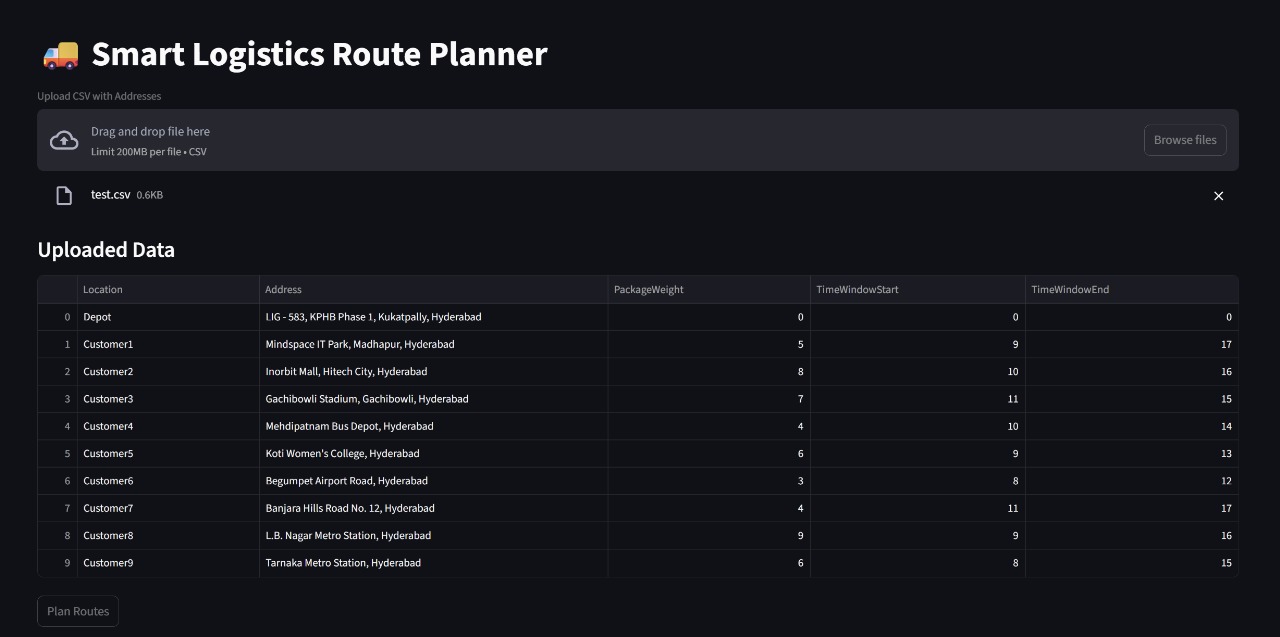 Smart Logistics Route Planner
Upload CSV with Addresses
Drag and drop file here
Limit 200MB per file • CSV
Browse files
test.csv 0.6KB
Uploaded Data
Location Address PackageWeight TimeWindowStart TimeWindowEnd
0 Depot LIG - 583, KPHB Phase 1, Kukatpally, Hyderabad 0 0 0
1 Customer1 Mindspace IT Park, Madhapur, Hyderabad 5 9 17
2 Customer2 Inorbit Mall, Hitech City, Hyderabad 8 10 16
3 Customer3 Gachibowli Stadium, Gachibowli, Hyderabad 7 11 15
4 Customer4 Mehdipatnam Bus Depot, Hyderabad 4 10 14
5 Customer5 Koti Women's College, Hyderabad 6 9 13
6 Customer6 Begumpet Airport Road, Hyderabad 3 8 12
7 Customer7 Banjara Hills Road No. 12, Hyderabad 4 11 17
8 Customer8 L.B. Nagar Metro Station, Hyderabad 9 9 16
9 Customer9 Tarnaka Metro Station, Hyderabad 6 8 15
Plan Routes